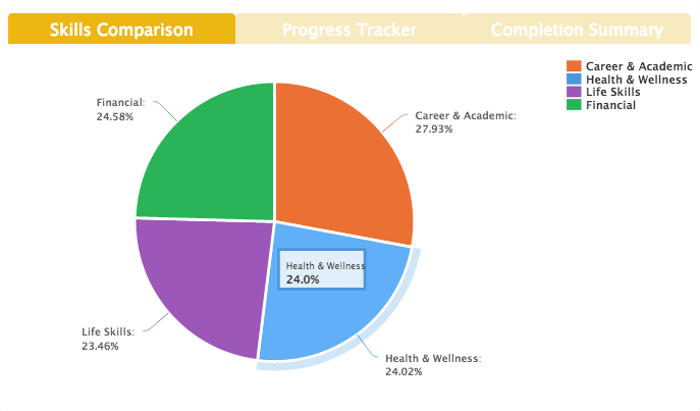 Skills Comparison
Progress Tracker
Completion Summary
Career & Academic
Health & Wellness
Life Skills
Financial
Financial:
24.58%
Career & Academic:
27.93%
Health & Wellness
24.0%
Life Skills:
23.46%
Health & Wellness:
24.02%